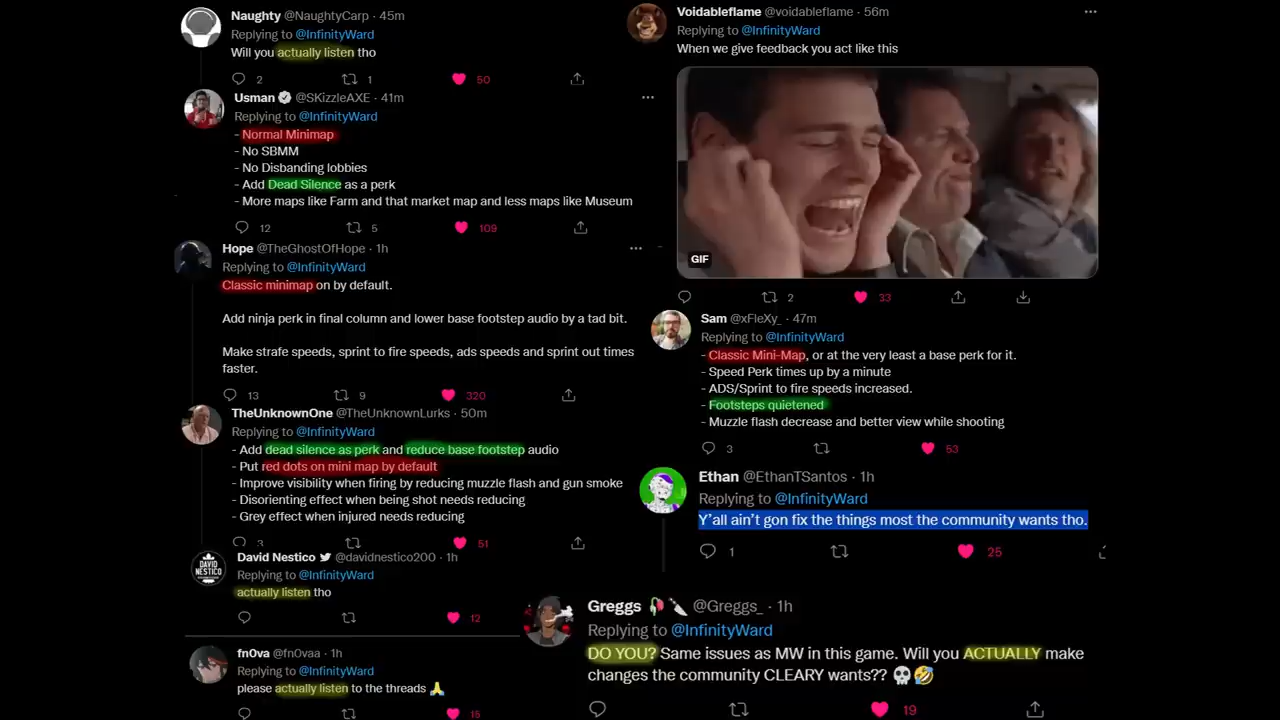 Naughty @NaughtyCarp · 45m
Replying to @InfinityWard
Will you actually listen tho
2 1 50
Usman @SKizzleAXE · 41m
Replying to @InfinityWard
- Normal Minimap
- No SBMM
- No Disbanding lobbies
- Add Dead Silence as a perk
- More maps like Farm and that market map and less maps like Museum
12 5 109
Hope @TheGhostOfHope · 1h
Replying to @InfinityWard
Classic minimap on by default.
Add ninja perk in final column and lower base footstep audio by a tad bit.
Make strafe speeds, sprint to fire speeds, ads speeds and sprint out times
faster.
13 9 320
TheUnknownOne @TheUnknownLurks · 50m
Replying to @InfinityWard
- Add dead silence as perk and reduce base footstep audio
- Put red dots on mini map by default
- Improve visibility when firing by reducing muzzle flash and gun smoke
- Disorienting effect when being shot needs reducing
- Grey effect when injured needs reducing
3 51
David Nestico @davidnestico200 · 1h
DAVID
NESTICO
Replying to @InfinityWard
actually listen tho
12
fn0va @fn0vaa · 1h
Replying to @InfinityWard
please actually listen to the threads 🙏
15
Voidableflame @voidableflame · 56m
Replying to @InfinityWard
When we give feedback you act like this
GIF
2 33
Sam @xFleXy_ · 47m
Replying to @InfinityWard
- Classic Mini-Map, or at the very least a base perk for it.
- Speed Perk times up by a minute
- ADS/Sprint to fire speeds increased.
- Footsteps quietened
- Muzzle flash decrease and better view while shooting
3 53
Ethan @EthanTSantos · 1h
Replying to @InfinityWard
Y'all ain't gon fix the things most the community wants tho.
1 25
Greggs 🥀🔪 @Greggs_ · 1h
Replying to @InfinityWard
DO YOU? Same issues as MW in this game. Will you ACTUALLY make
changes the community CLEARY wants?? 💀🤣
19